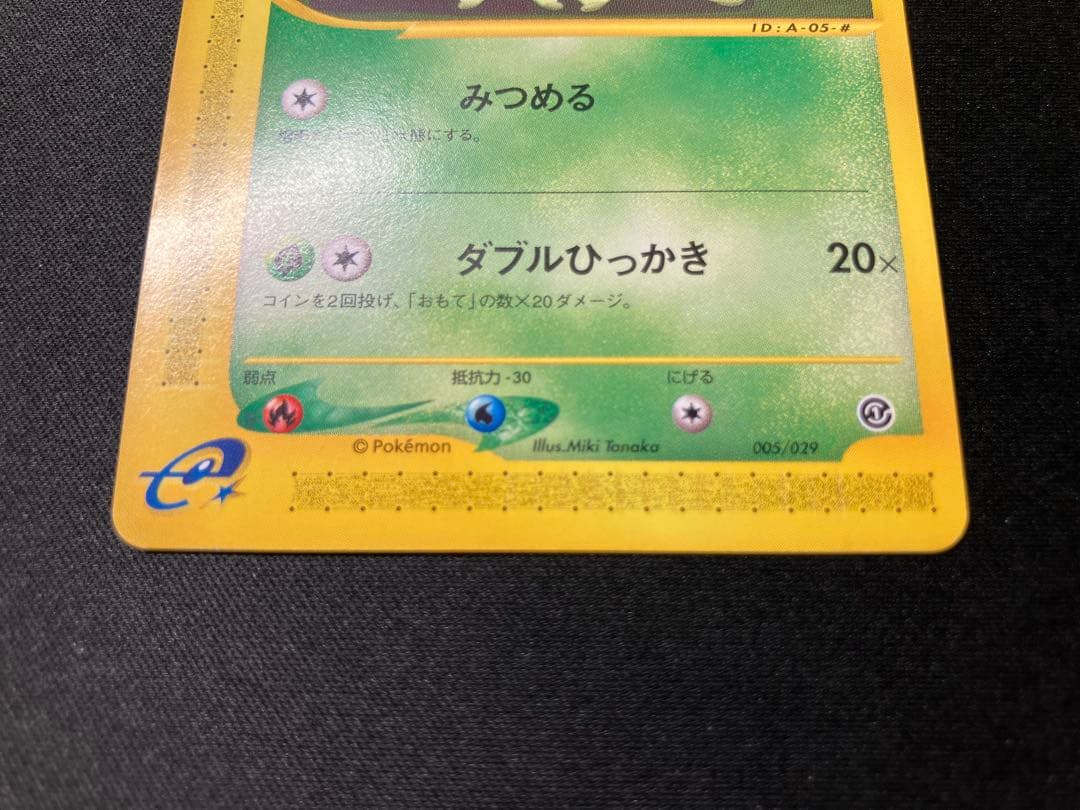 ID:A-05-#
みつめる
態にする。
ダブルひっかき 20×
コインを2回投げ、「おもて」の数×20ダメージ。
弱点 抵抗力 -30 にげる
© Pokémon Illus.Miki Tanaka 005/029